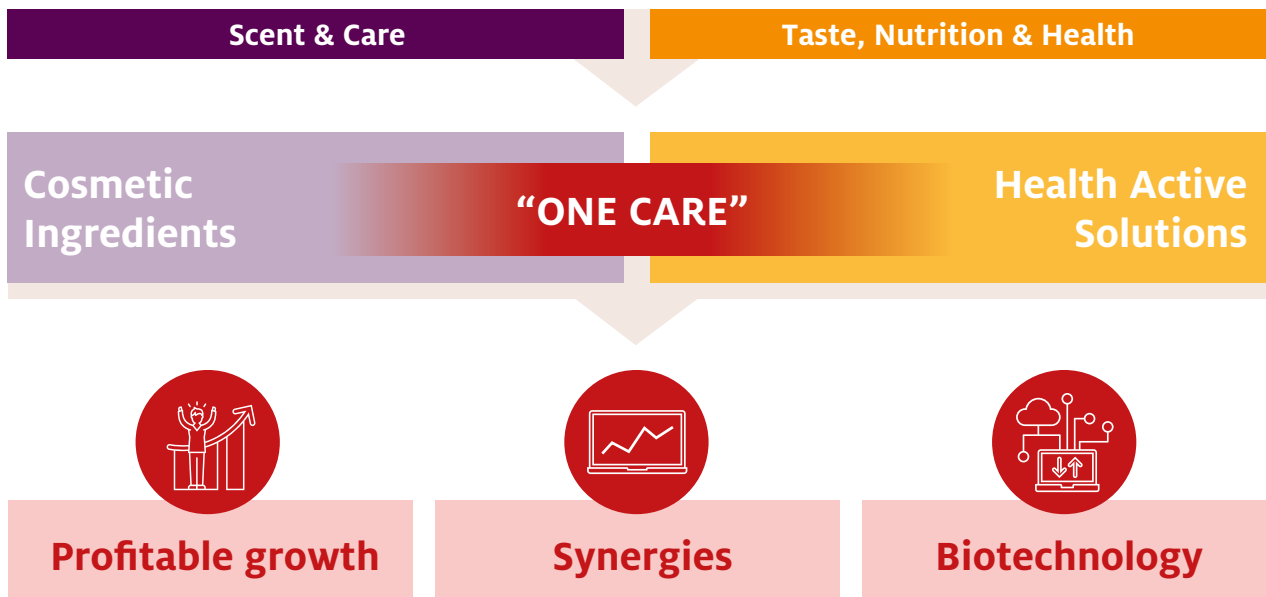 Scent & Care
Taste, Nutrition & Health
Cosmetic
Ingredients
“ONE CARE”
Health Active
Solutions
Profitable growth
Synergies
Biotechnology